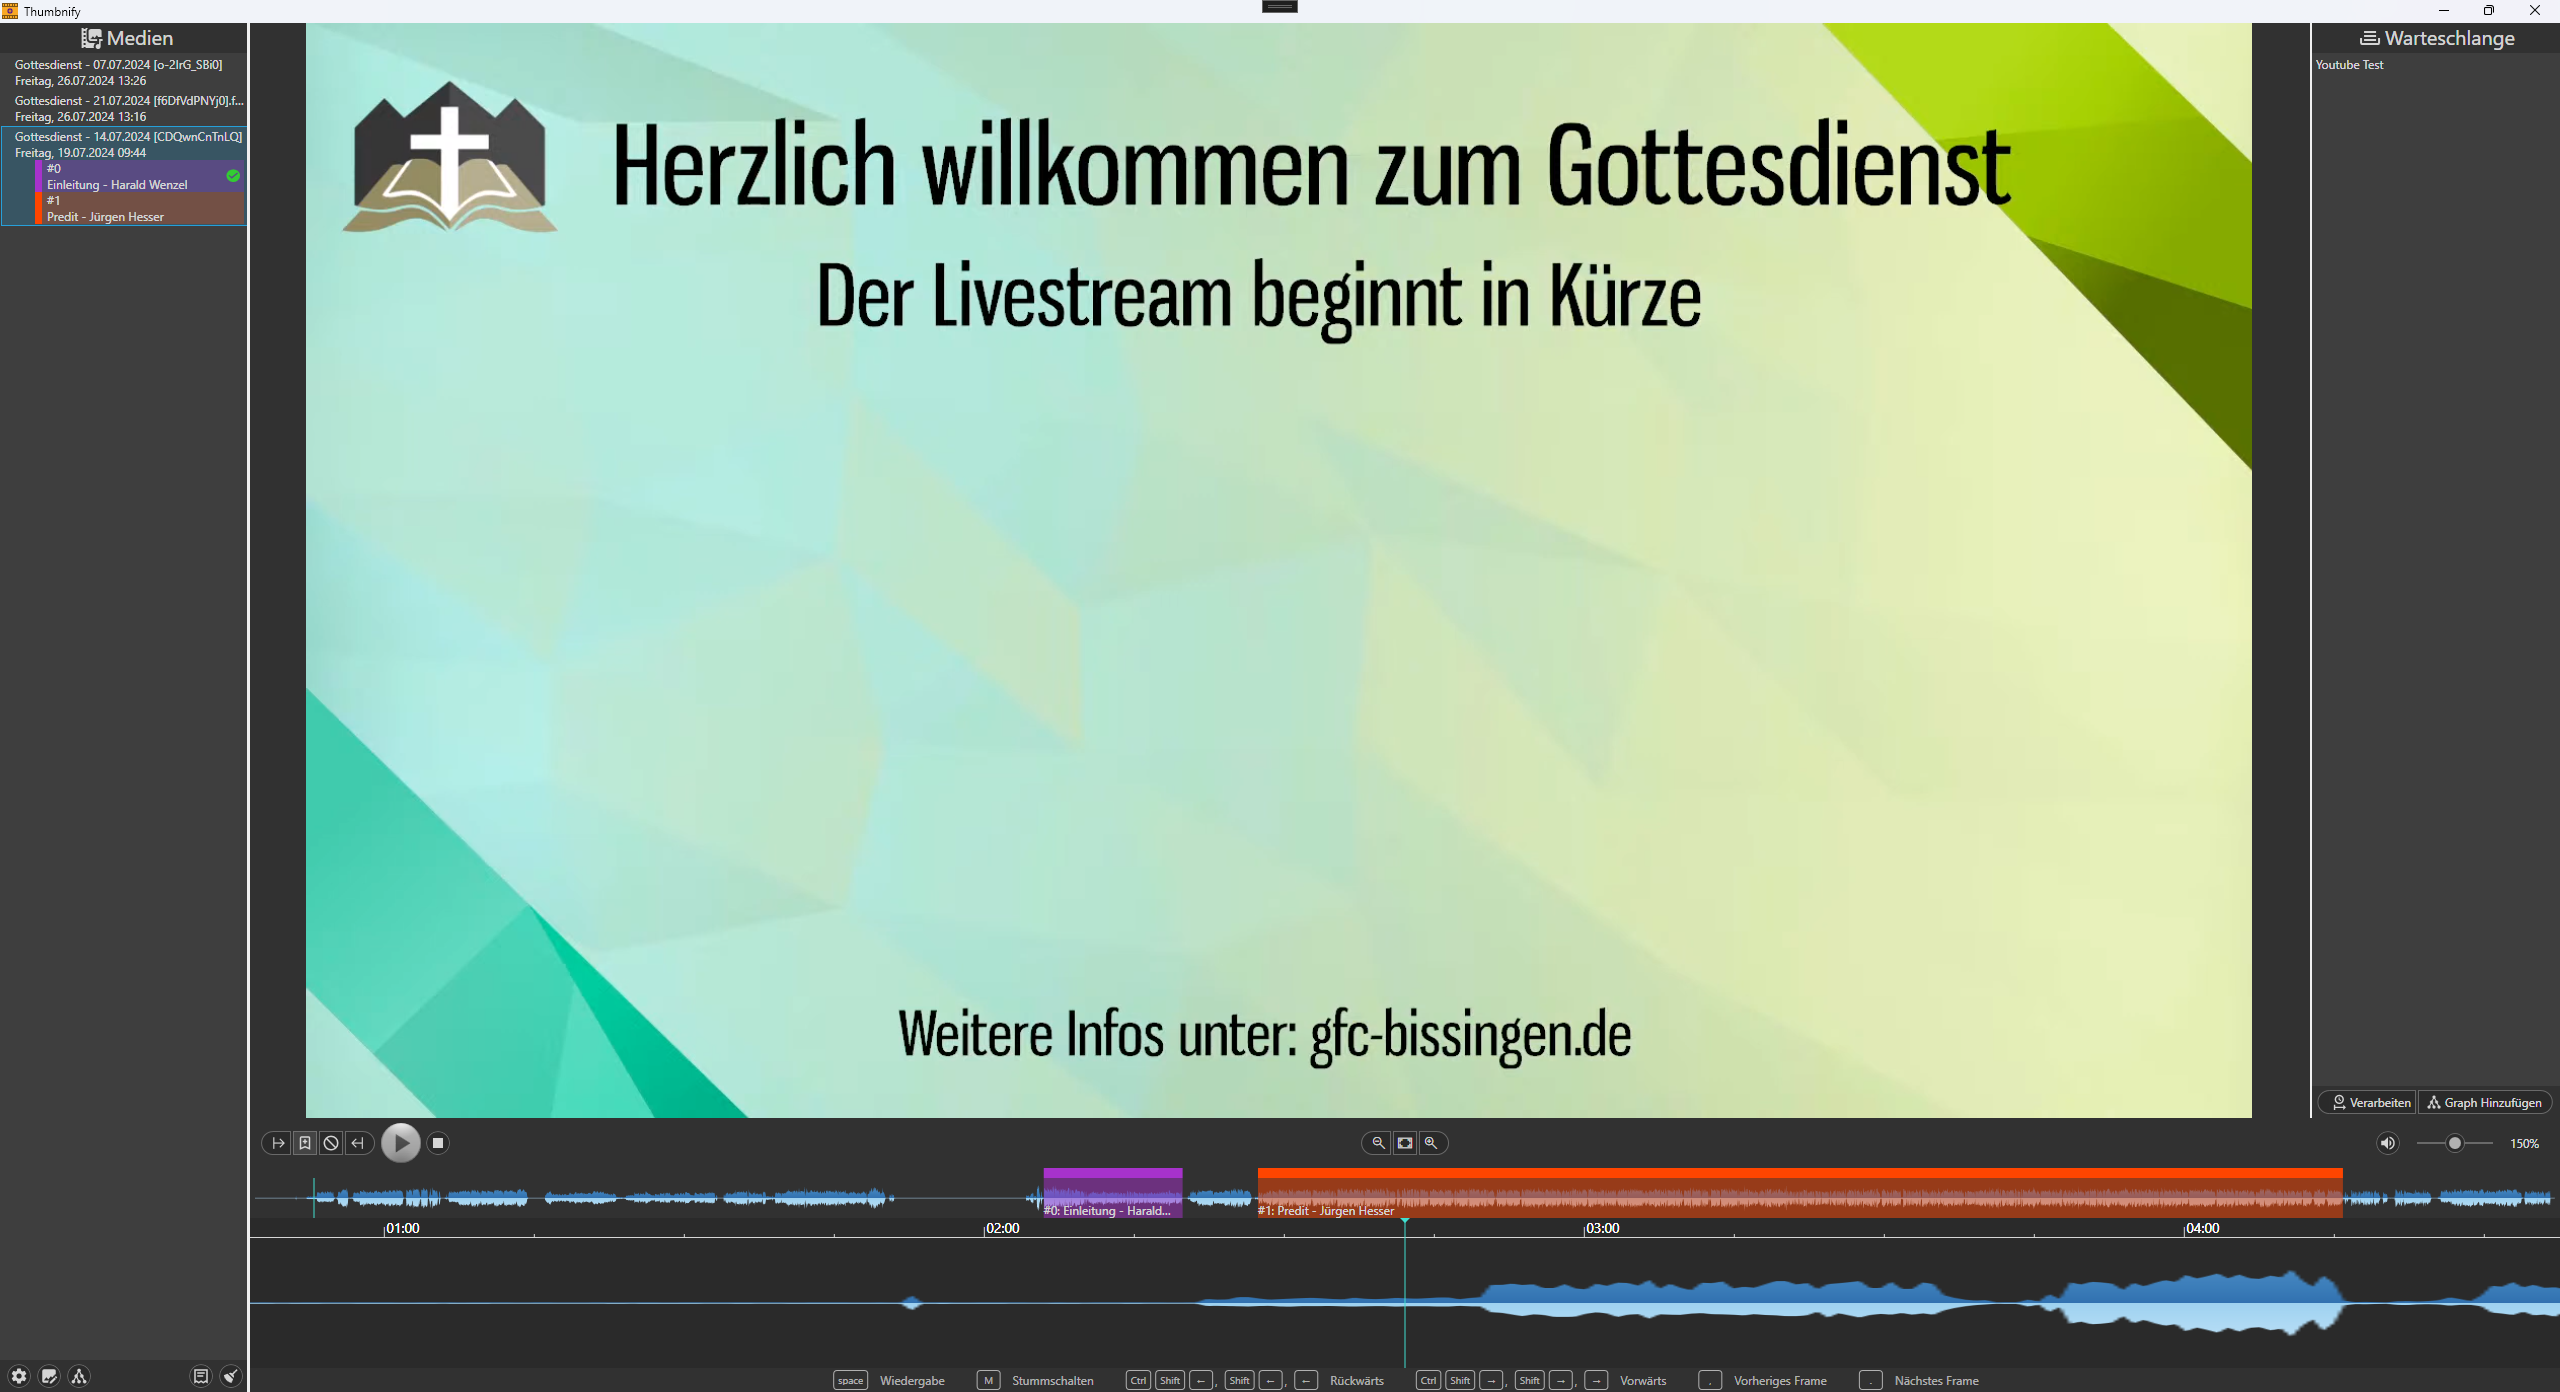 Thumbnify
Medien
Gottesdienst - 07.07.2024 [o-2IrG_SBi0]
Freitag, 26.07.2024 13:26
Gottesdienst - 21.07.2024 [f6DfVdPNYj0].f...
Freitag, 26.07.2024 13:16
Gottesdienst - 14.07.2024 [CDQwnCnTnLQ]
Freitag, 19.07.2024 09:44
#0
Einleitung - Harald Wenzel
#1
Predit - Jürgen Hesser
Herzlich willkommen zum Gottesdienst
Der Livestream beginnt in Kürze
Weitere Infos unter: gfc-bissingen.de
Warteschlange
Youtube Test
Verarbeiten
Graph Hinzufügen
150%
#0: Einleitung - Harald...
#1: Predit - Jürgen Hesser
01:00
02:00
03:00
04:00
space Wiedergabe M Stummschalten Ctrl Shift ←, Shift ←, ← Rückwärts Ctrl Shift →, Shift →, → Vorwärts , Vorheriges Frame . Nächstes Frame